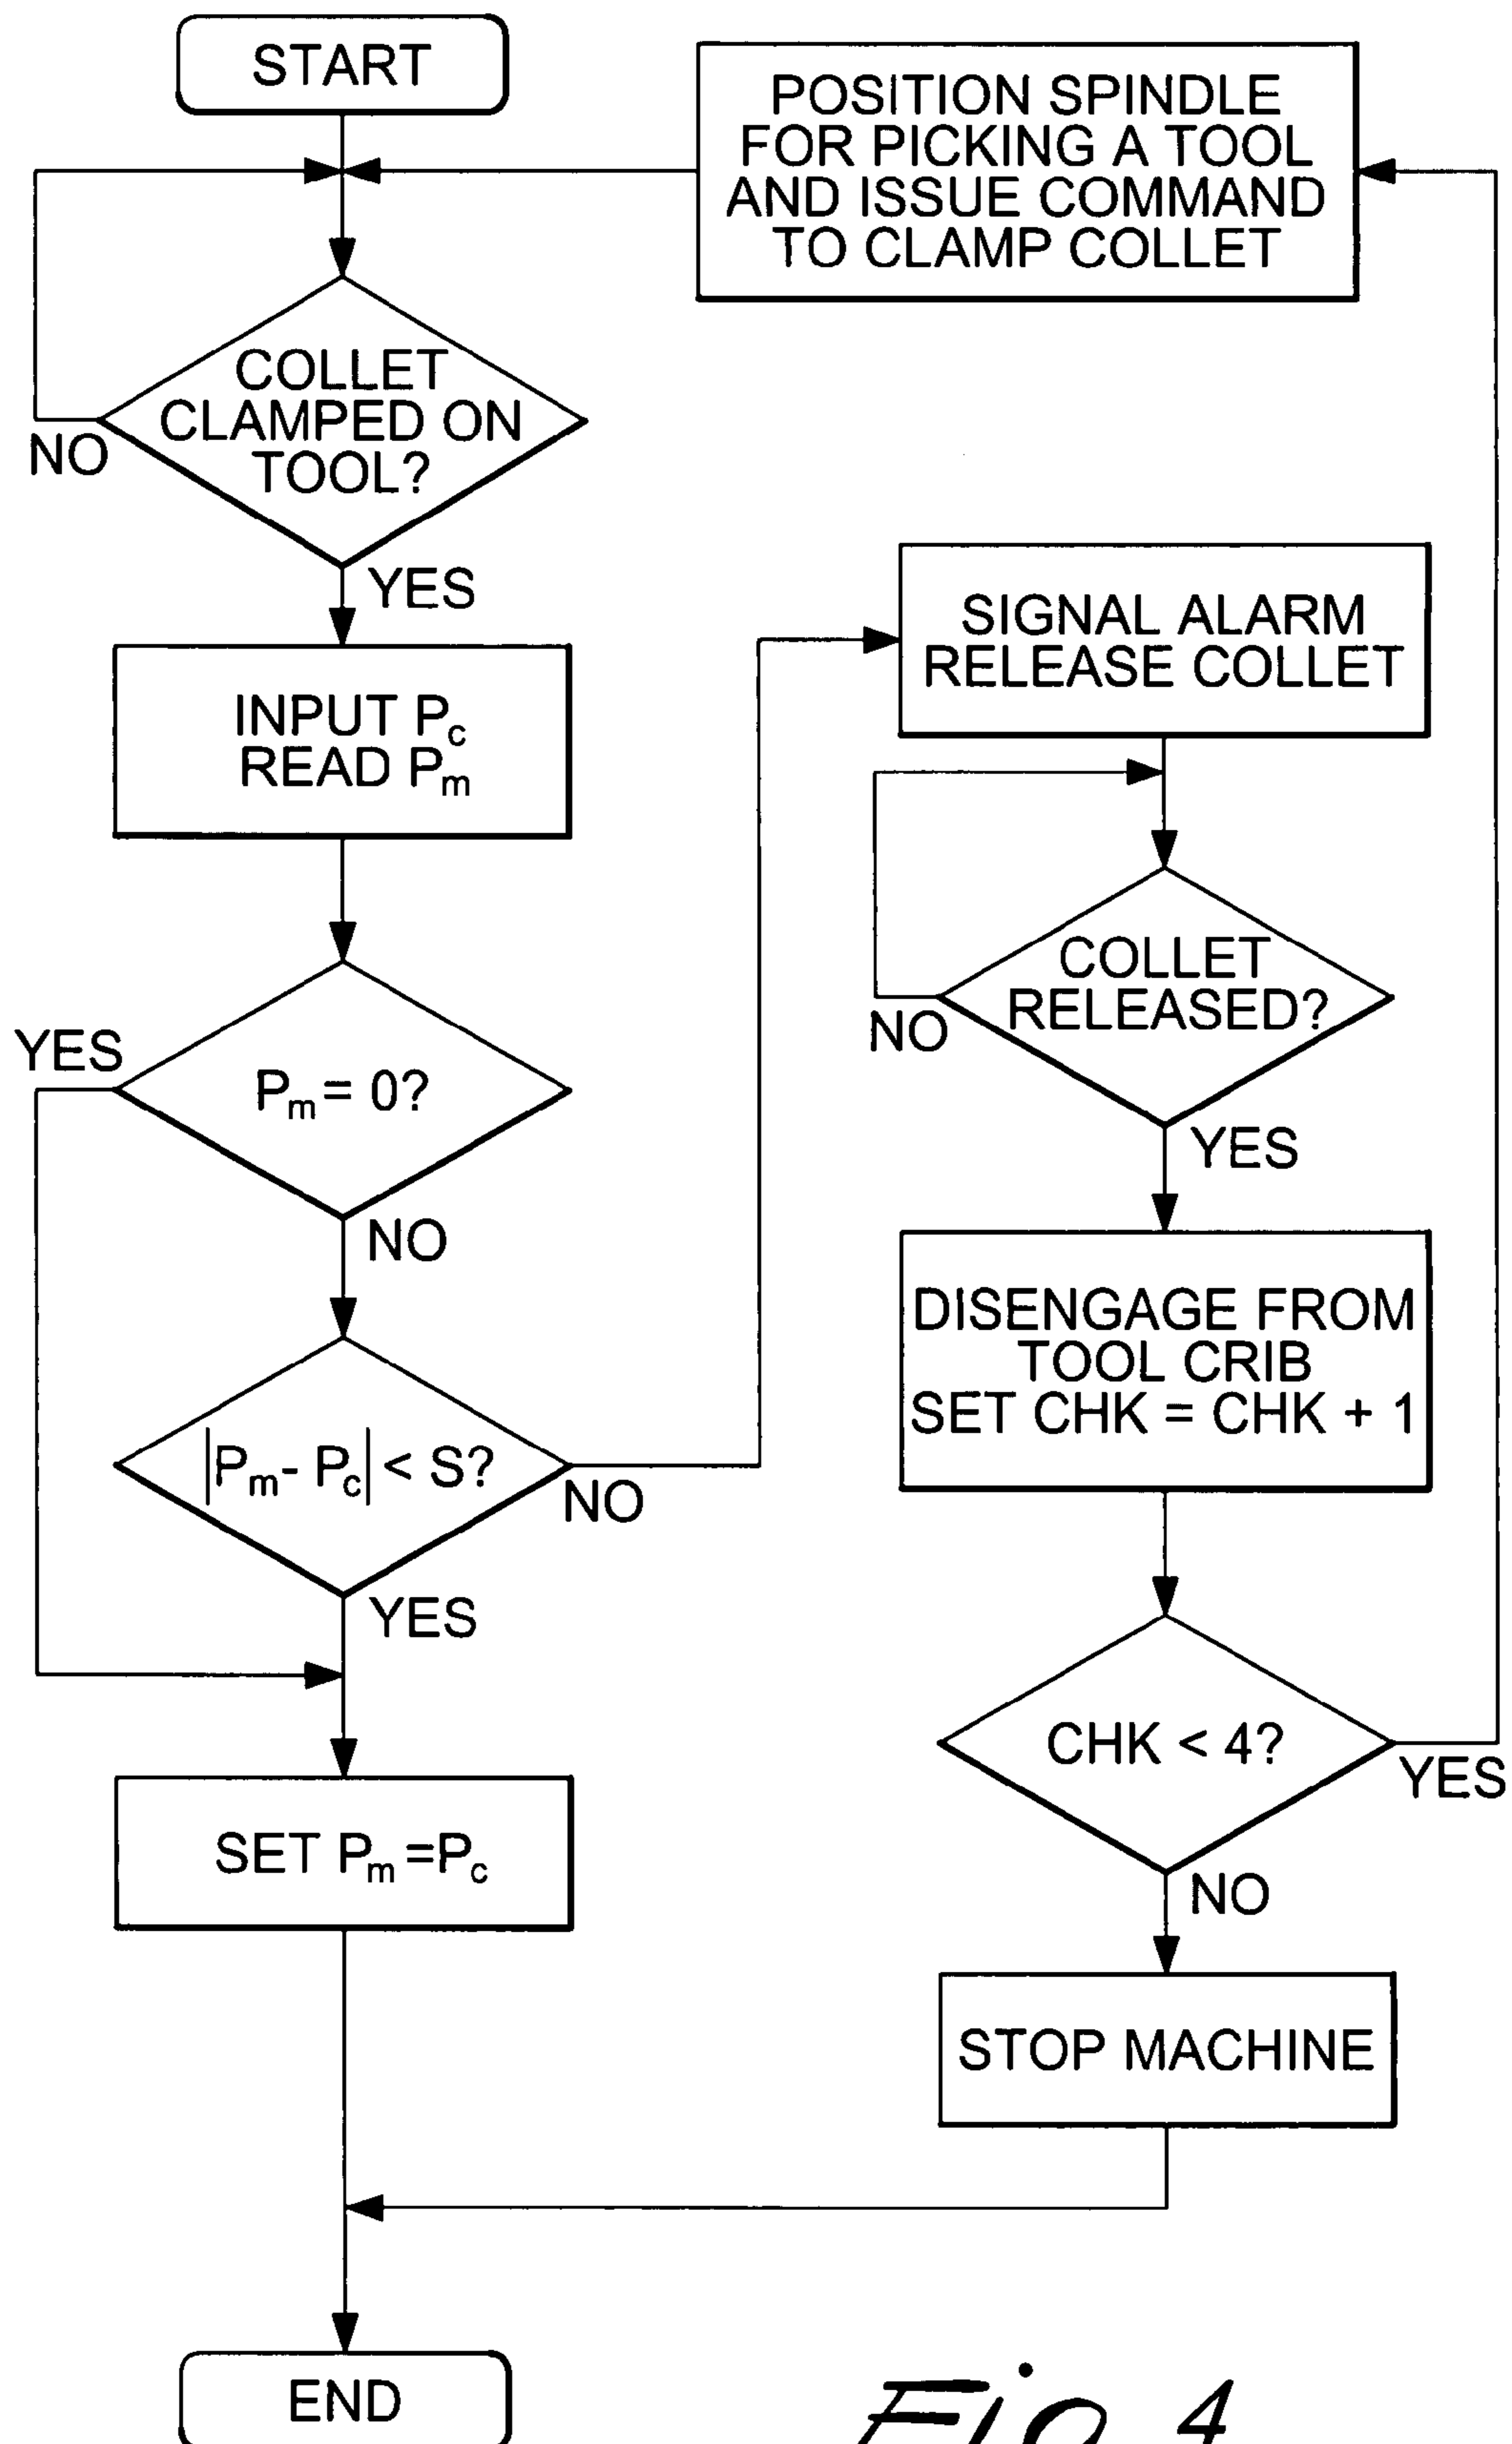 START
POSITION SPINDLE
FOR PICKING A TOOL
AND ISSUE COMMAND
TO CLAMP COLLET
COLLET
CLAMPED ON
TOOL?
NO
YES
INPUT Pc
READ Pm
Pm = 0?
YES
NO
|Pm - Pc| < S?
NO
YES
SET Pm = Pc
SIGNAL ALARM
RELEASE COLLET
COLLET
RELEASED?
NO
YES
DISENGAGE FROM
TOOL CRIB
SET CHK = CHK + 1
CHK < 4?
YES
NO
STOP MACHINE
END
Fig 4